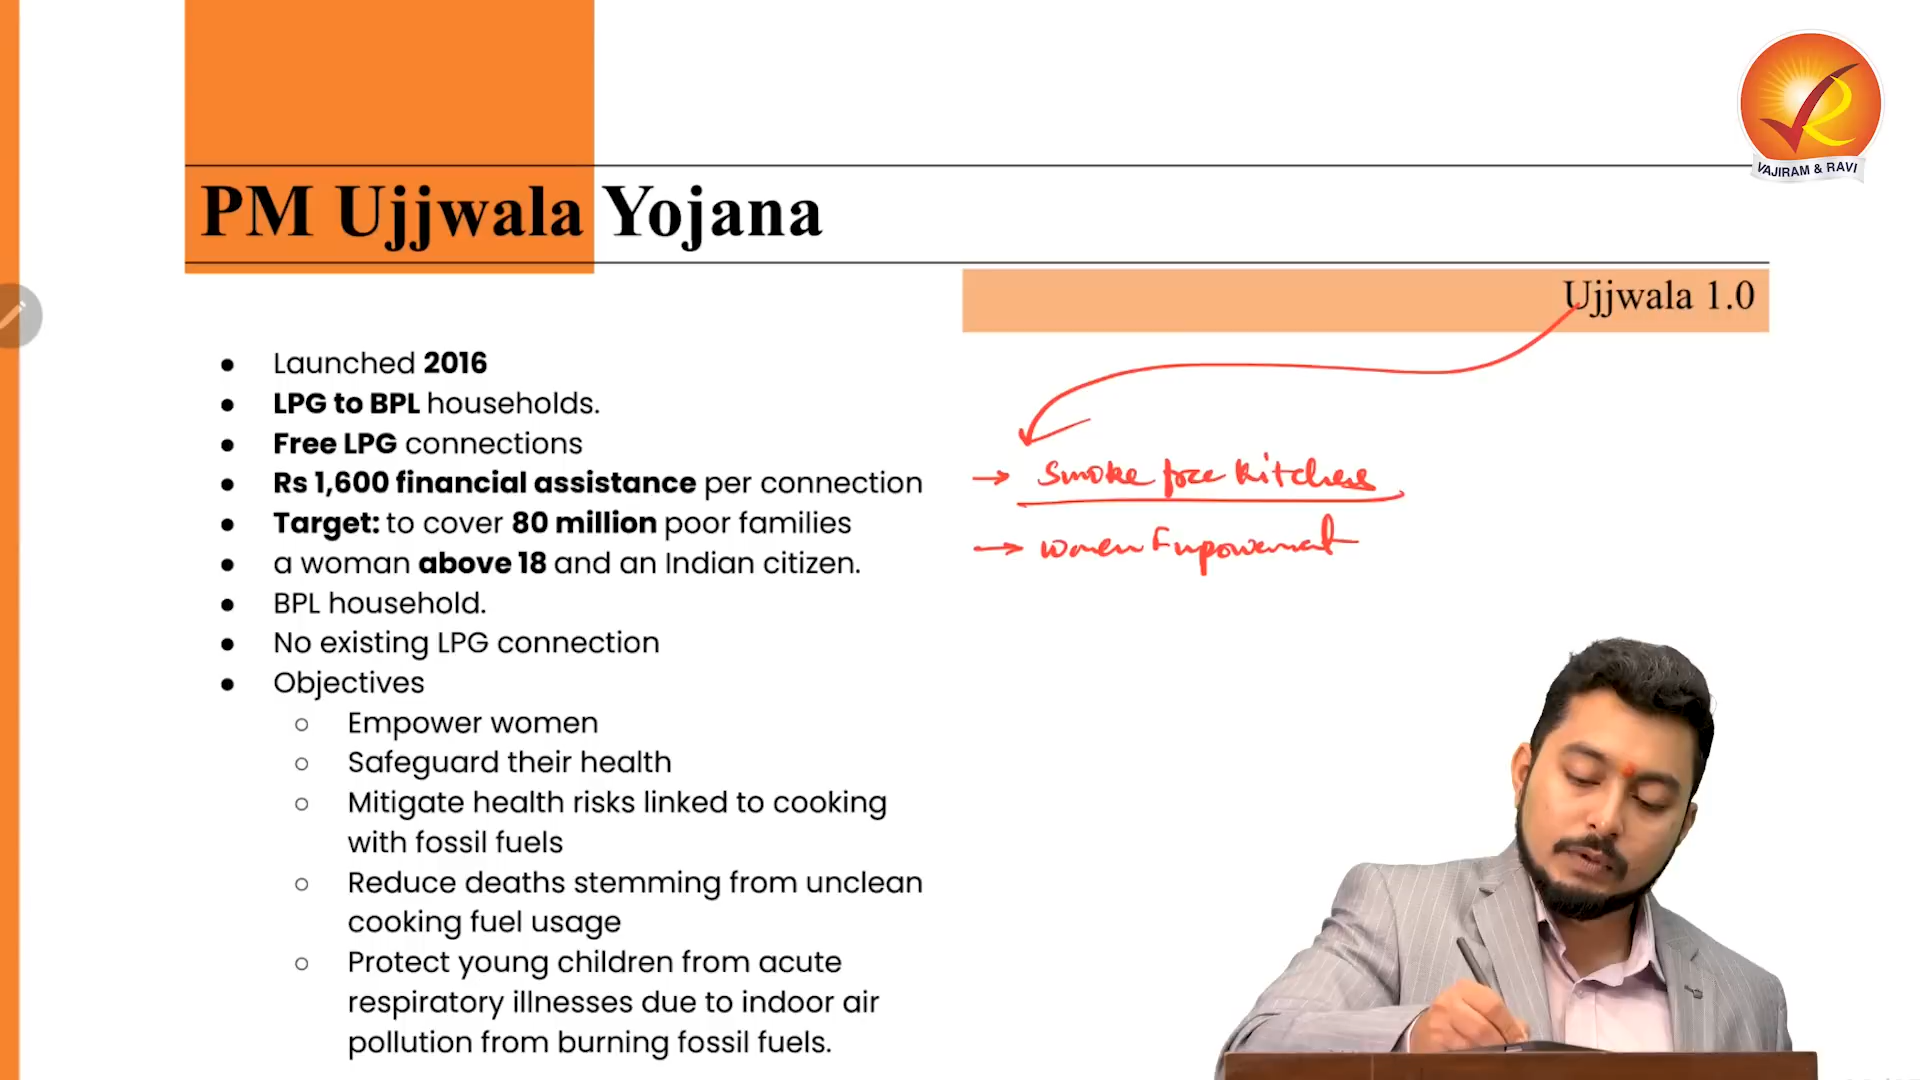 VAJIRAM & RAVI
PM Ujjwala Yojana
Ujjwala 1.0
● Launched 2016
● LPG to BPL households.
● Free LPG connections
● Rs 1,600 financial assistance per connection
● Target: to cover 80 million poor families
● a woman above 18 and an Indian citizen.
● BPL household.
● No existing LPG connection
● Objectives
○ Empower women
○ Safeguard their health
○ Mitigate health risks linked to cooking
with fossil fuels
○ Reduce deaths stemming from unclean
cooking fuel usage
○ Protect young children from acute
respiratory illnesses due to indoor air
pollution from burning fossil fuels.
→ Smoke free Kitchens
→ Women Empowerment